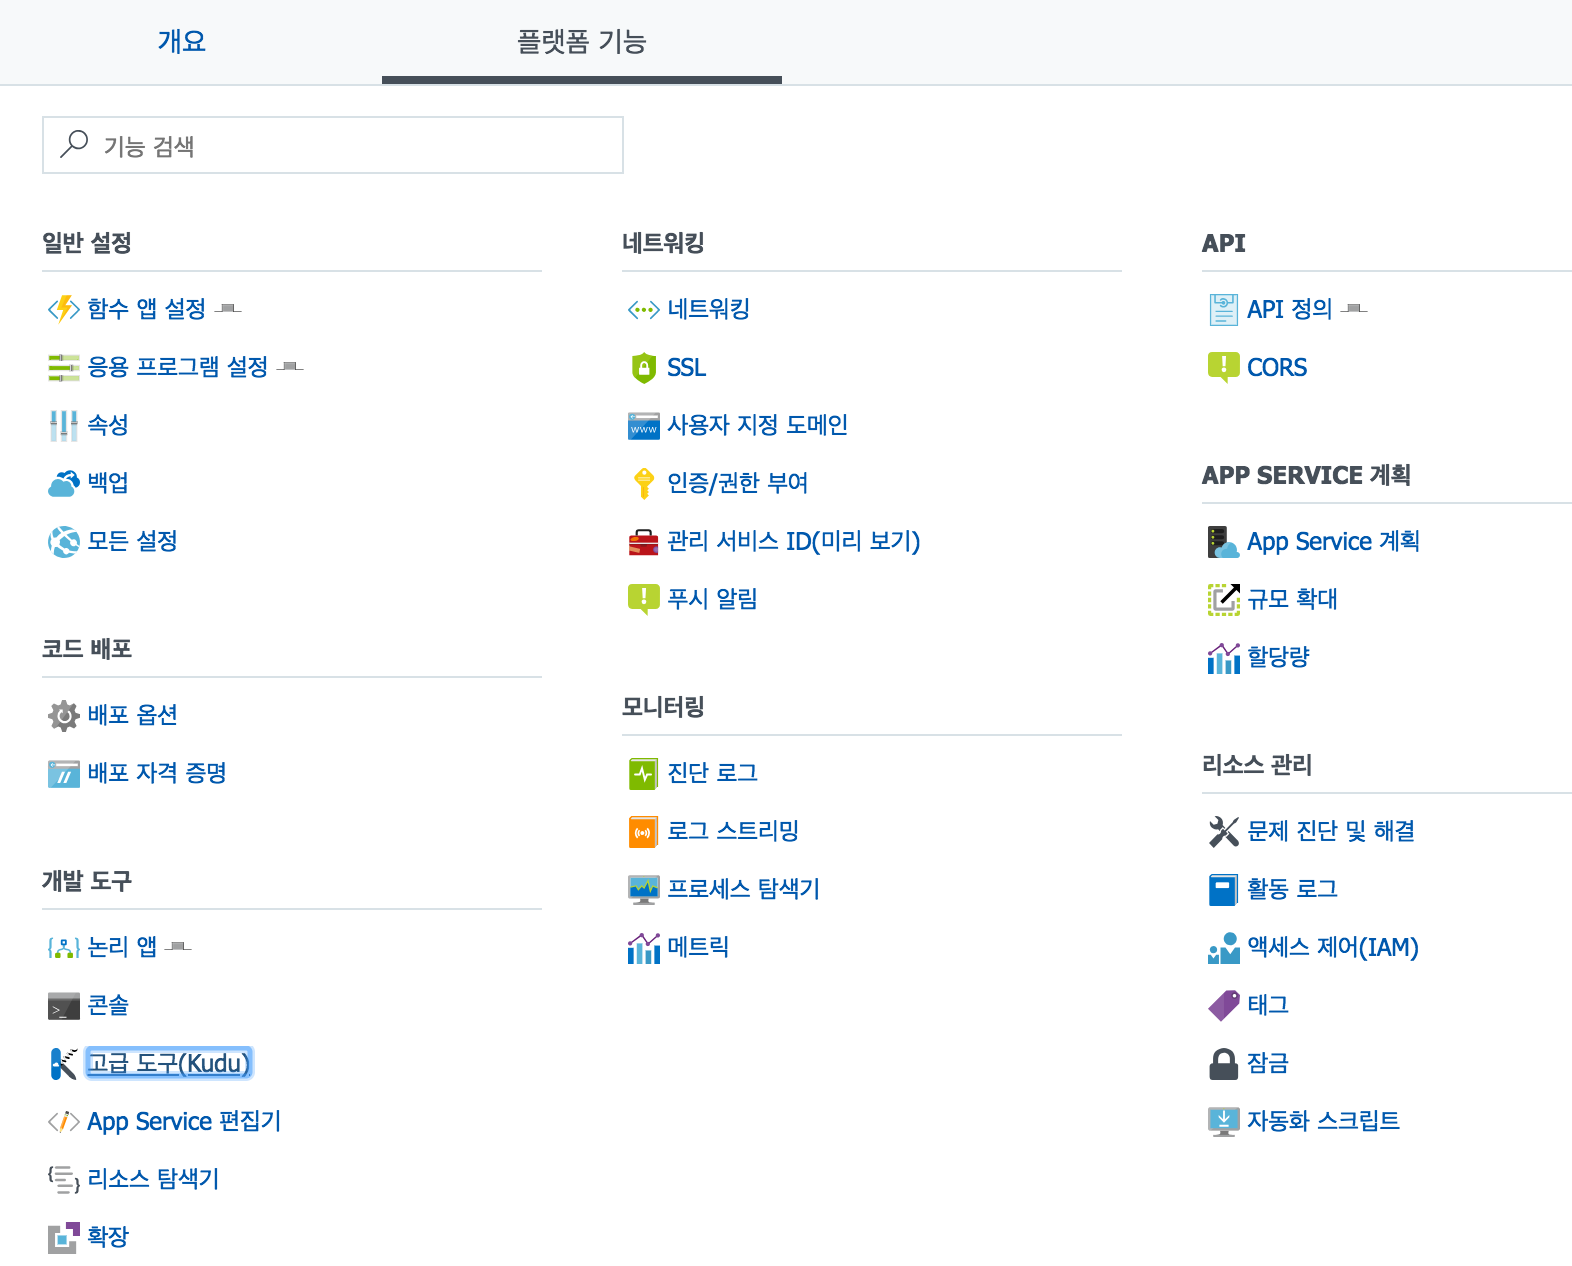 개요
플랫폼 기능
기능 검색
일반 설정
함수 앱 설정
응용 프로그램 설정
속성
백업
모든 설정
코드 배포
배포 옵션
배포 자격 증명
개발 도구
논리 앱
콘솔
고급 도구(Kudu)
App Service 편집기
리소스 탐색기
확장
네트워킹
네트워킹
SSL
www
사용자 지정 도메인
인증/권한 부여
관리 서비스 ID(미리 보기)
푸시 알림
모니터링
진단 로그
로그 스트리밍
프로세스 탐색기
메트릭
API
API 정의
CORS
APP SERVICE 계획
App Service 계획
규모 확대
할당량
리소스 관리
문제 진단 및 해결
활동 로그
액세스 제어(IAM)
태그
잠금
자동화 스크립트